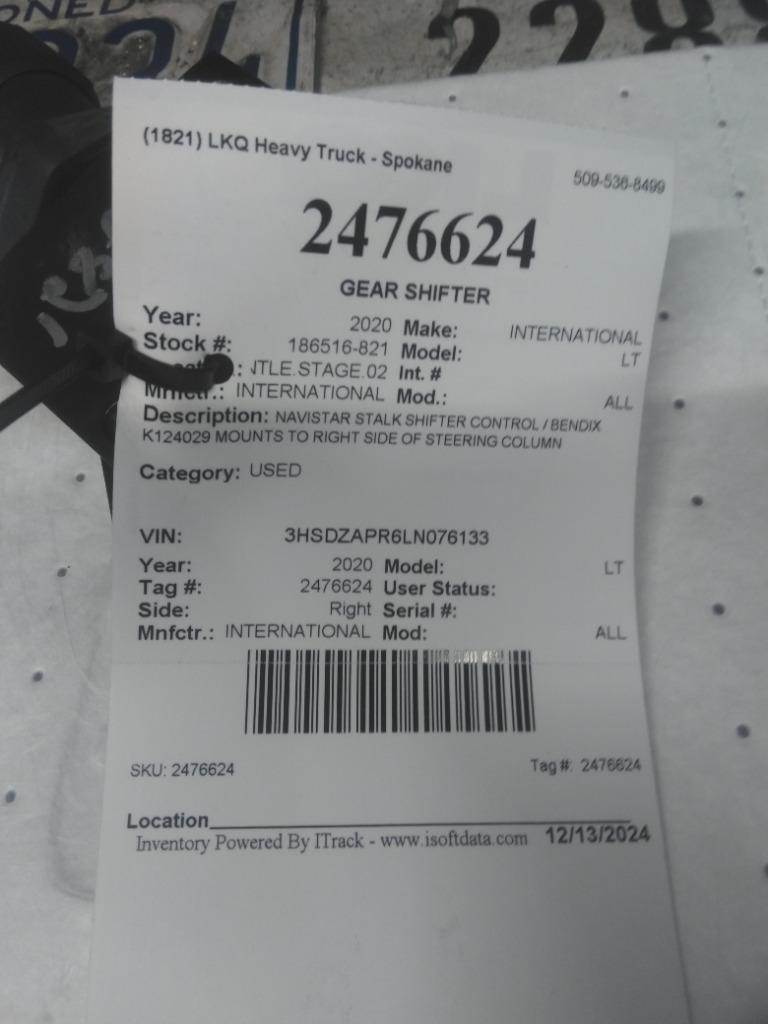 2288
(1821) LKQ Heavy Truck - Spokane
509-536-8499
2476624
GEAR SHIFTER
Year: 2020 Make: INTERNATIONAL
Stock #: 186516-821 Model: LT
NTLE.STAGE.02 Int. #
Mnfctr.: INTERNATIONAL Mod.: ALL
Description: NAVISTAR STALK SHIFTER CONTROL / BENDIX
K124029 MOUNTS TO RIGHT SIDE OF STEERING COLUMN
Category: USED
VIN: 3HSDZAPR6LN076133
Year: 2020 Model: LT
Tag #: 2476624 User Status:
Side: Right Serial #:
Mnfctr.: INTERNATIONAL Mod: ALL
SKU: 2476624 Tag #: 2476624
Location
Inventory Powered By ITrack - www.isoftdata.com 12/13/2024